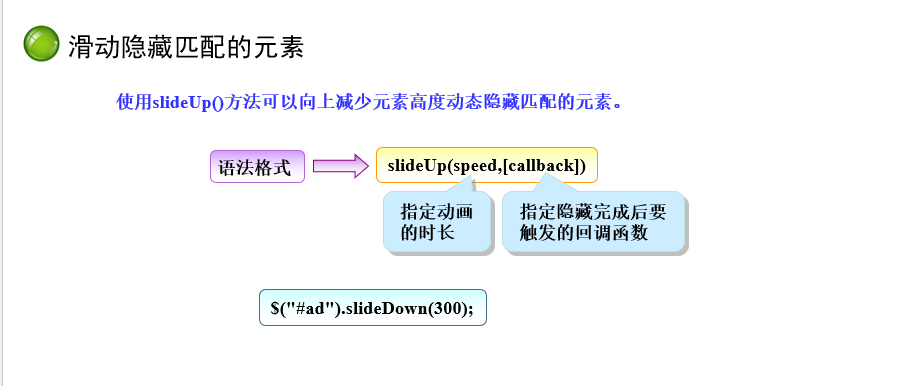 滑动隐藏匹配的元素
使用slideUp()方法可以向上减少元素高度动态隐藏匹配的元素。
语法格式
slideUp(speed,[callback])
指定动画
的时长
指定隐藏完成后要
触发的回调函数
$("#ad").slideDown(300);